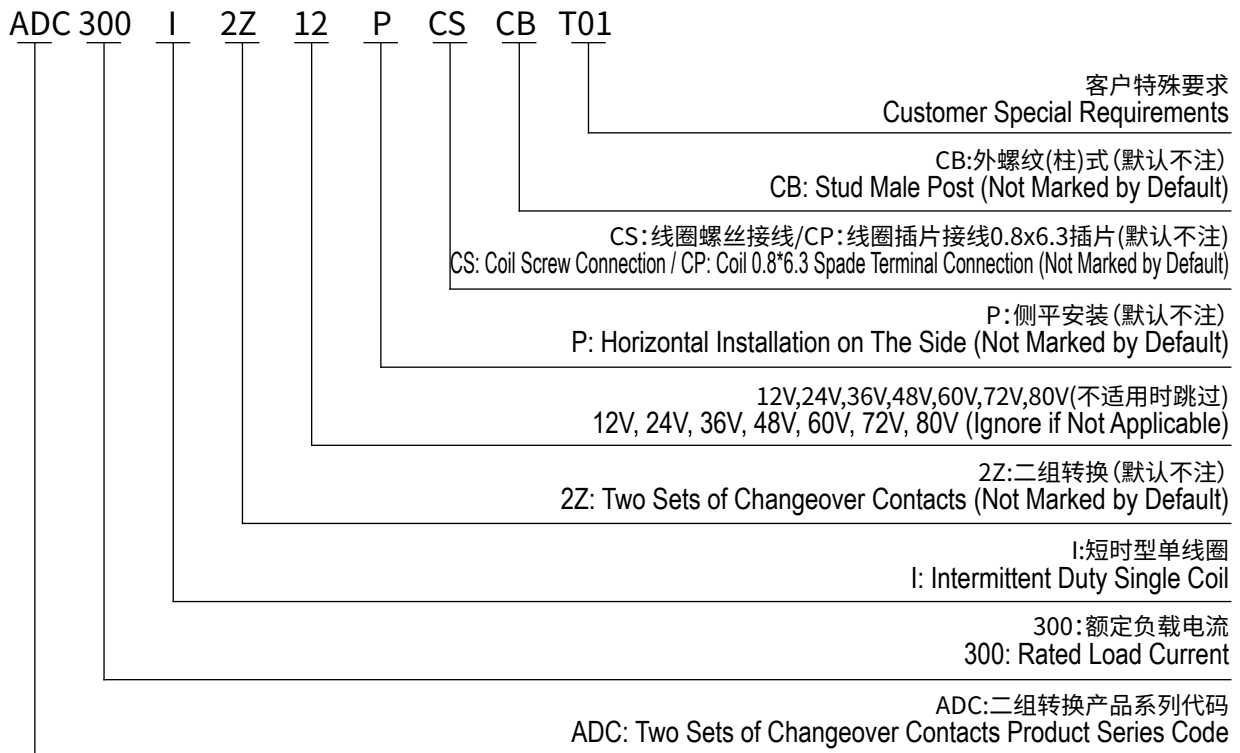 ADC 300 I 2Z 12 P CS CB T01
客户特殊要求
Customer Special Requirements
CB:外螺纹(柱)式(默认不注)
CB: Stud Male Post (Not Marked by Default)
CS:线圈螺丝接线/CP:线圈插片接线0.8x6.3插片(默认不注)
CS: Coil Screw Connection / CP: Coil 0.8*6.3 Spade Terminal Connection (Not Marked by Default)
P:侧平安装(默认不注)
P: Horizontal Installation on The Side (Not Marked by Default)
12V,24V,36V,48V,60V,72V,80V(不适用时跳过)
12V, 24V, 36V, 48V, 60V, 72V, 80V (Ignore if Not Applicable)
2Z:二组转换(默认不注)
2Z: Two Sets of Changeover Contacts (Not Marked by Default)
I:短时型单线圈
I: Intermittent Duty Single Coil
300:额定负载电流
300: Rated Load Current
ADC:二组转换产品系列代码
ADC: Two Sets of Changeover Contacts Product Series Code